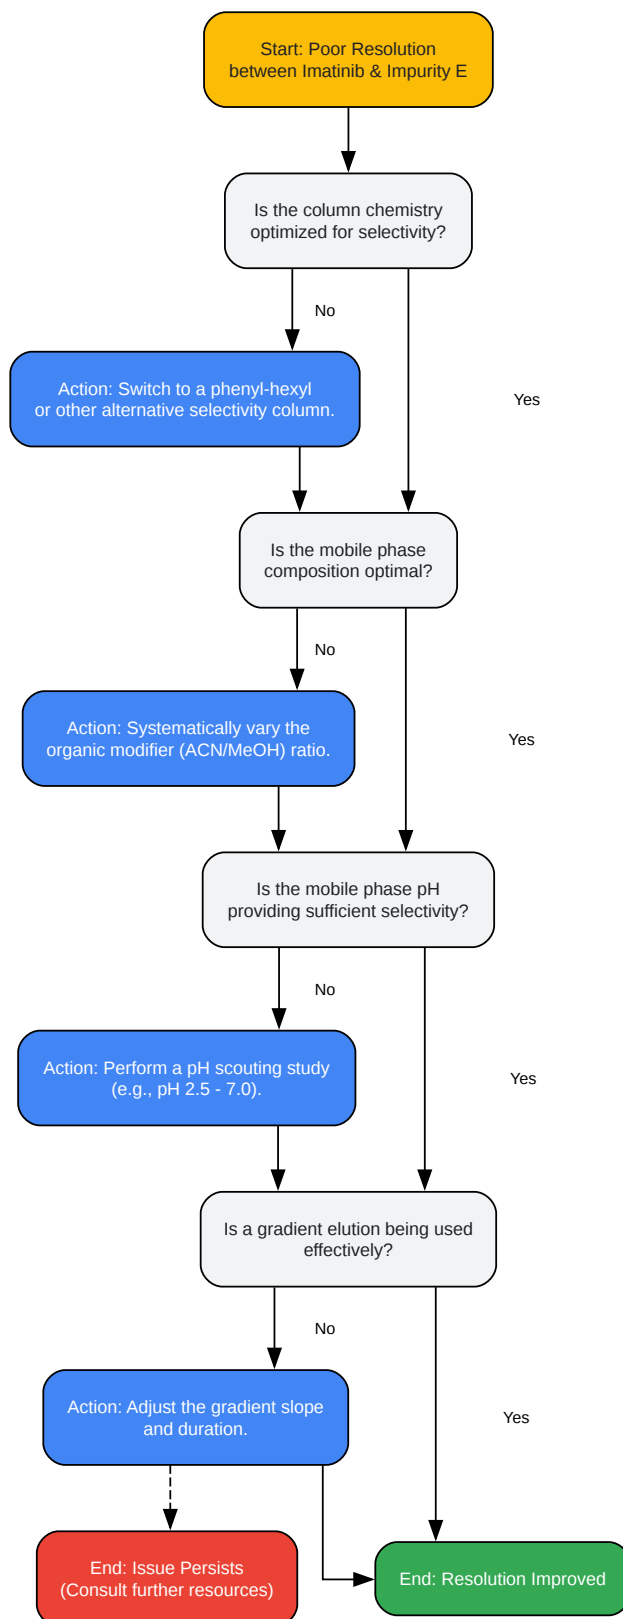 Start: Poor Resolution
between Imatinib & Impurity E
Is the column chemistry
optimized for selectivity?
No
Action: Switch to a phenyl-hexyl
or other alternative selectivity column.
Yes
Is the mobile phase
composition optimal?
No
Action: Systematically vary the
organic modifier (ACN/MeOH) ratio.
Yes
Is the mobile phase pH
providing sufficient selectivity?
No
Action: Perform a pH scouting study
(e.g., pH 2.5 - 7.0).
Yes
Is a gradient elution being used
effectively?
No
Action: Adjust the gradient slope
and duration.
Yes
End: Issue Persists
(Consult further resources)
End: Resolution Improved